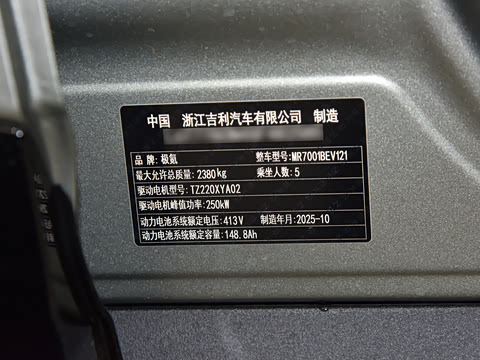 中国 浙江吉利汽车有限公司 制造
品牌:极氪 整车型号:MR7001BEV121
最大允许总质量:2380kg 乘坐人数:5
驱动电机型号:TZ220XYA02
驱动电机峰值功率:250kW
动力电池系统额定电压:413V 制造年月:2025-10
动力电池系统额定容量:148.8Ah